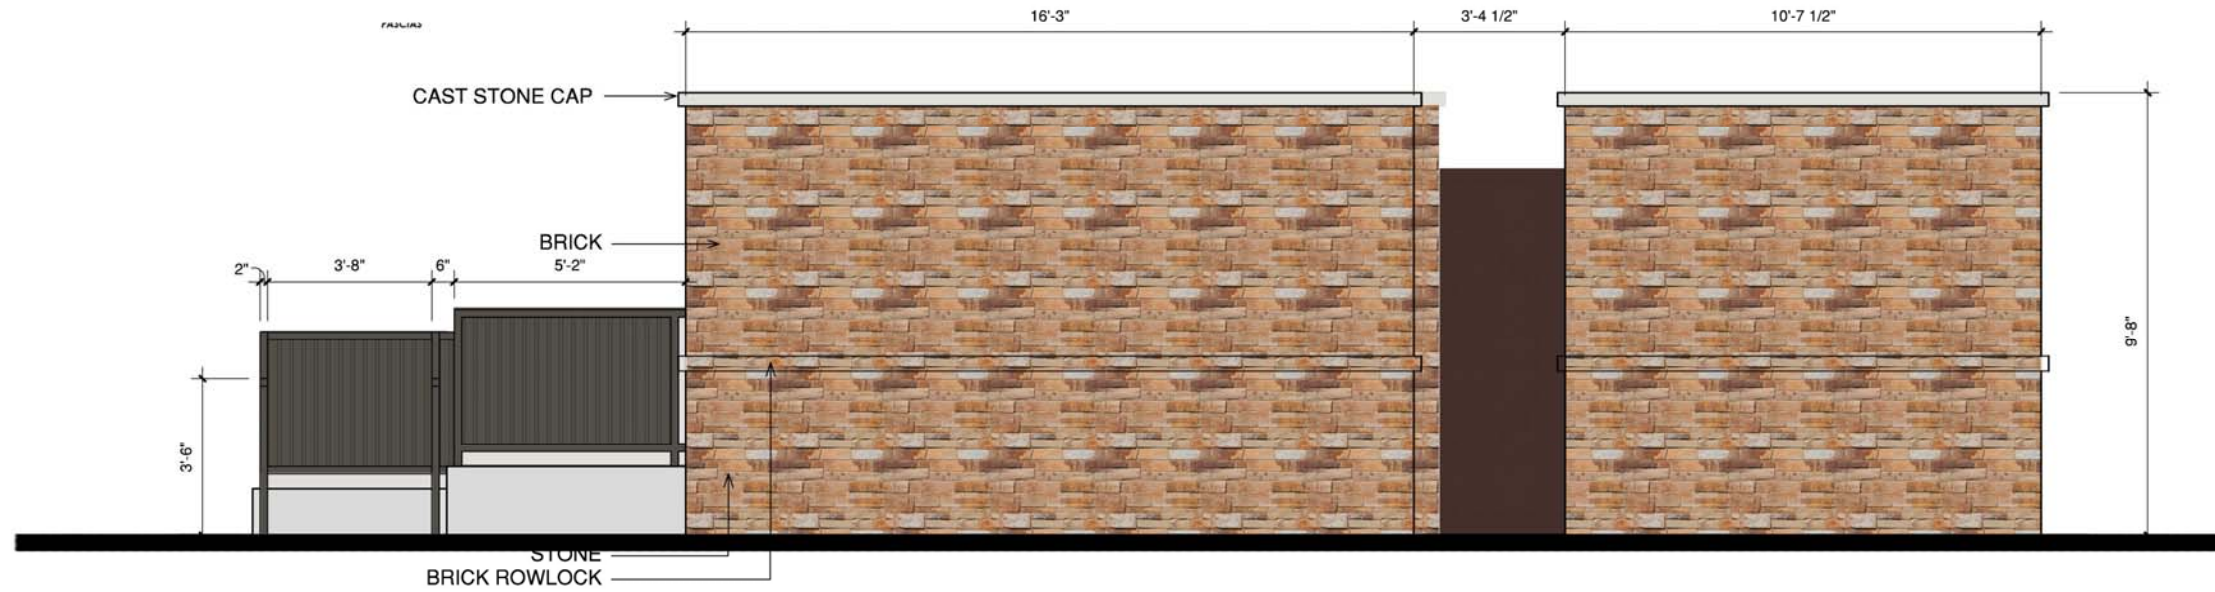 16'-3"
3'-4 1/2"
10'-7 1/2"
FASCIAS
CAST STONE CAP
BRICK
2"
3'-8"
6"
5'-2"
9'-8"
3'-6"
STONE
BRICK ROWLOCK